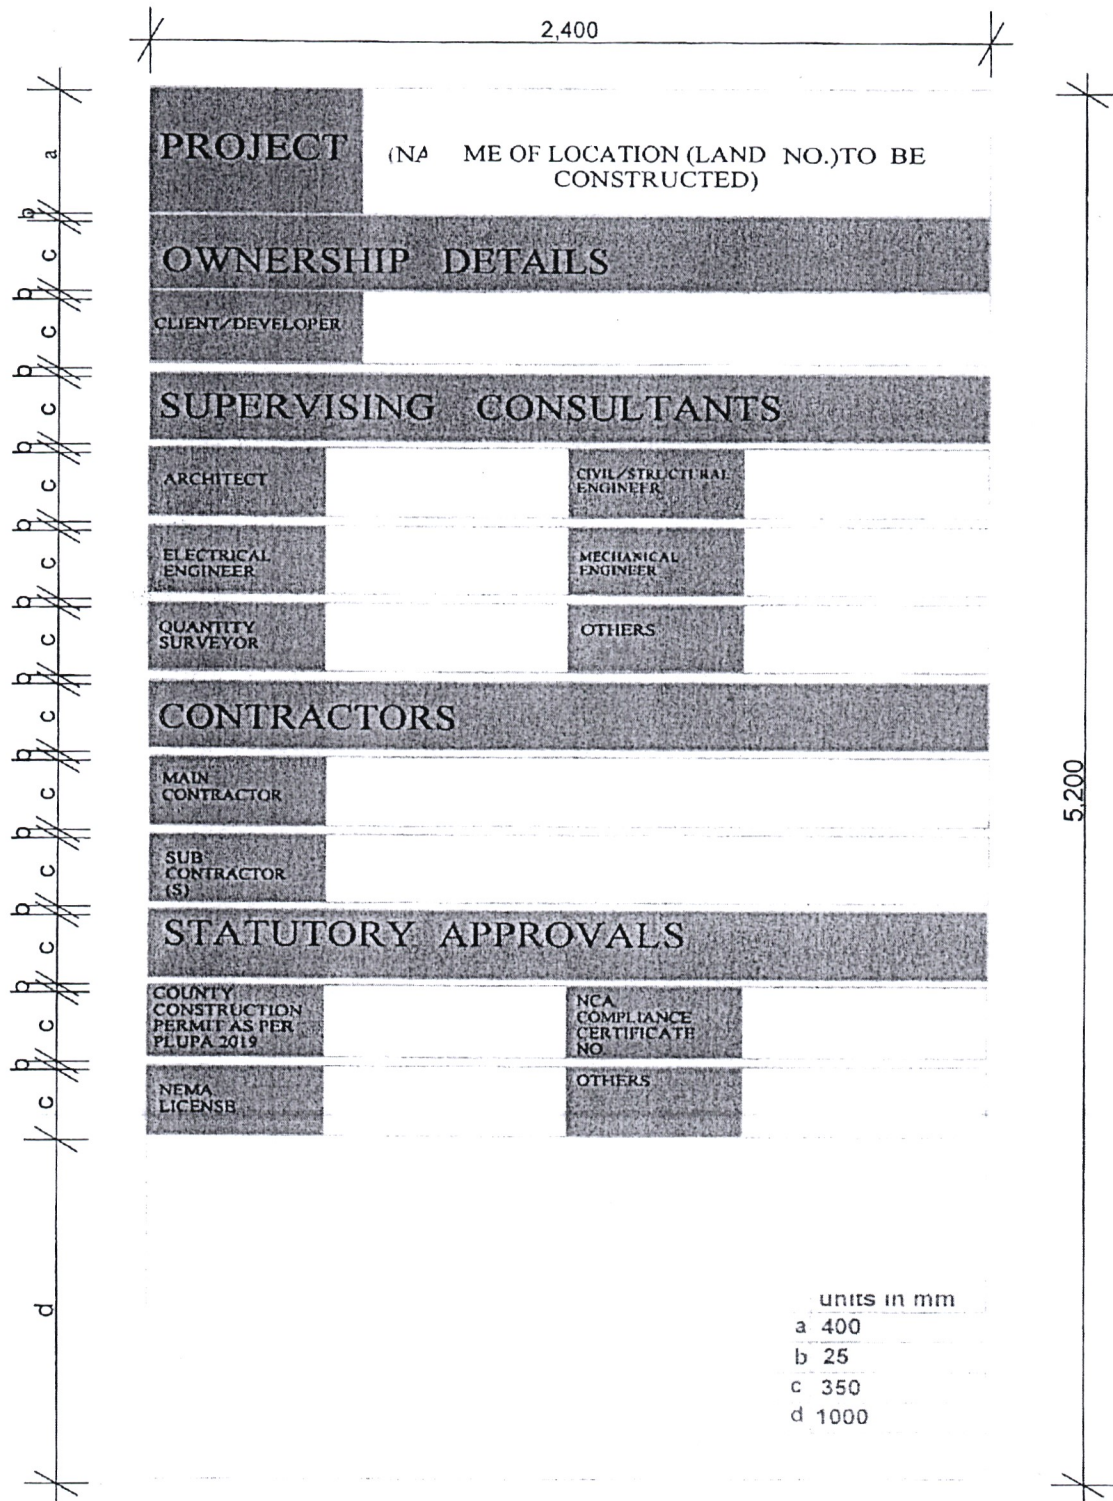 2,400
PROJECT
(NA ME OF LOCATION (LAND NO.)TO BE
CONSTRUCTED)
OWNERSHIP DETAILS
CLIENT/DEVELOPER
SUPERVISING CONSULTANTS
ARCHITECT
CIVIL/STRUCTURAL
ENGINEER
ELECTRICAL
ENGINEER
MECHANICAL
ENGINEER
QUANTITY
SURVEYOR
OTHERS
CONTRACTORS
MAIN
CONTRACTOR
SUB
CONTRACTOR
(S)
STATUTORY APPROVALS
COUNTY
CONSTRUCTION
PERMIT AS PER
PLUPA 2019
NCA
COMPLIANCE
CERTIFICATE
NO.
NEMA
LICENSE
OTHERS
a
b
c
b
c
b
c
b
c
b
c
b
c
b
c
b
c
b
c
b
c
b
c
b
c
d
5,200
units in mm
a 400
b 25
c 350
d 1000